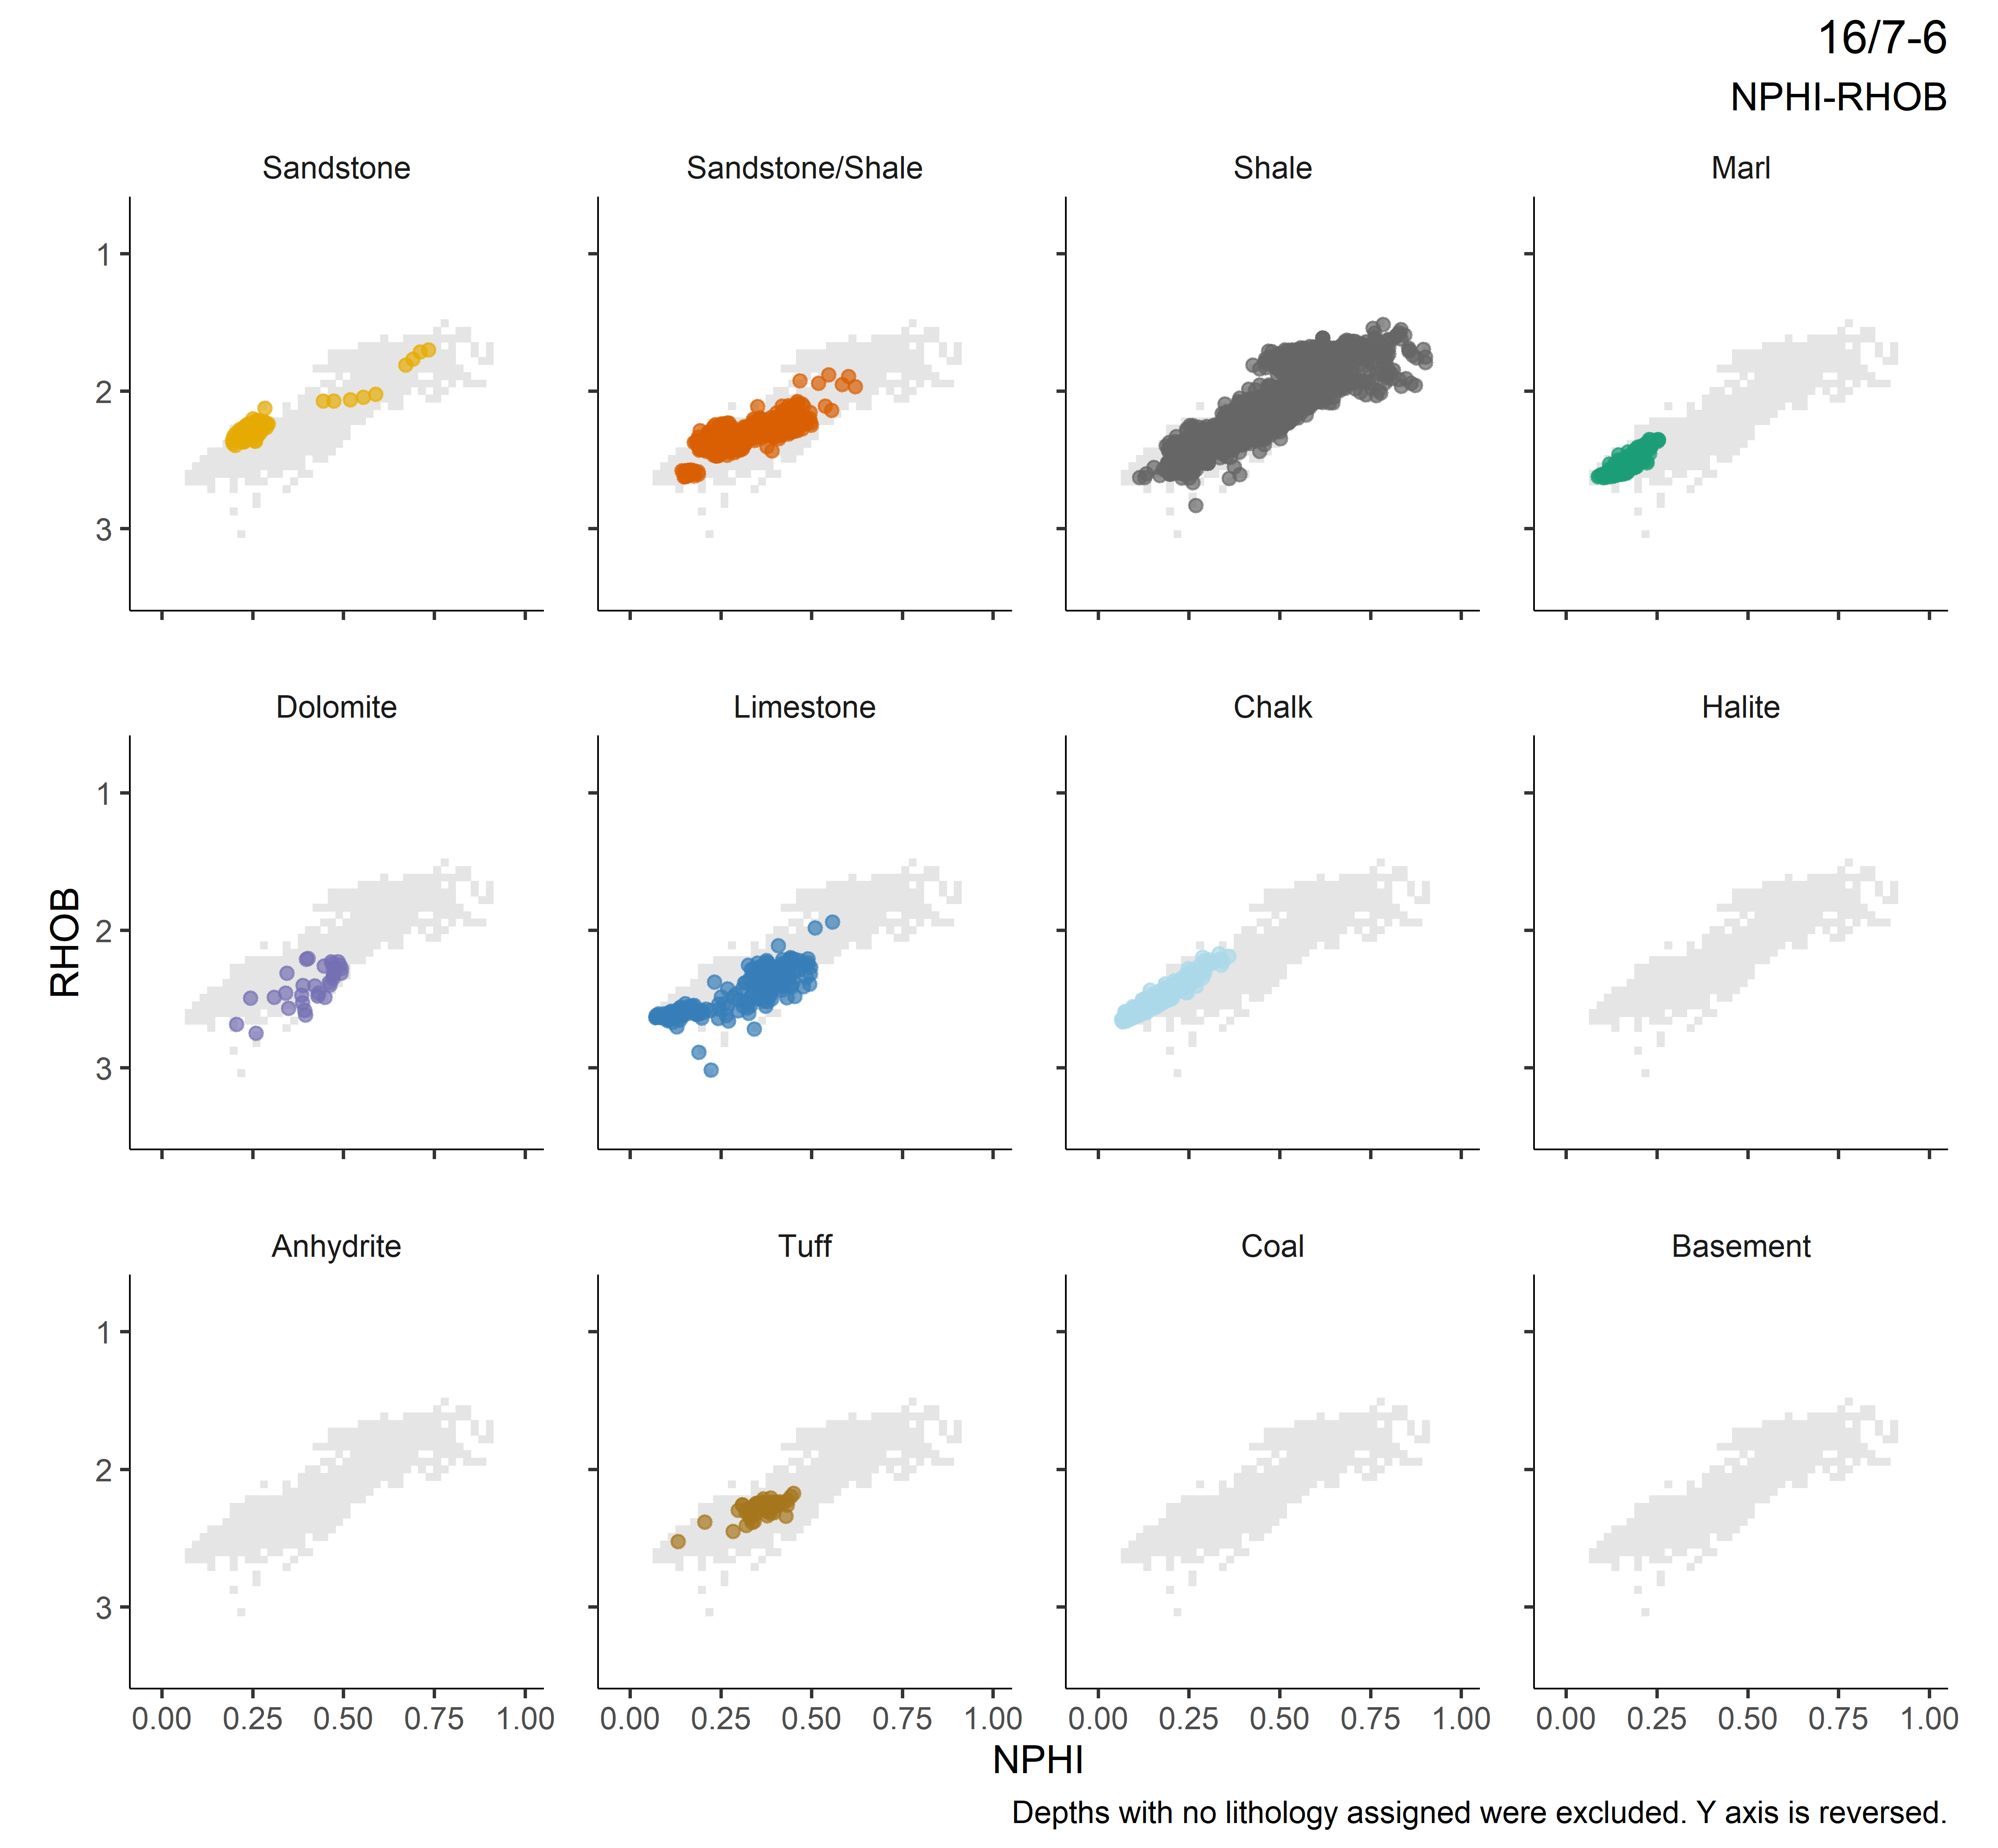 16/7-6
NPHI-RHOB
Sandstone Sandstone/Shale Shale Marl
1
2
3
Dolomite Limestone Chalk Halite
1
2
3
RHOB
Anhydrite Tuff Coal Basement
1
2
3
0.00 0.25 0.50 0.75 1.00 0.00 0.25 0.50 0.75 1.00 0.00 0.25 0.50 0.75 1.00 0.00 0.25 0.50 0.75 1.00
NPHI
Depths with no lithology assigned were excluded. Y axis is reversed.